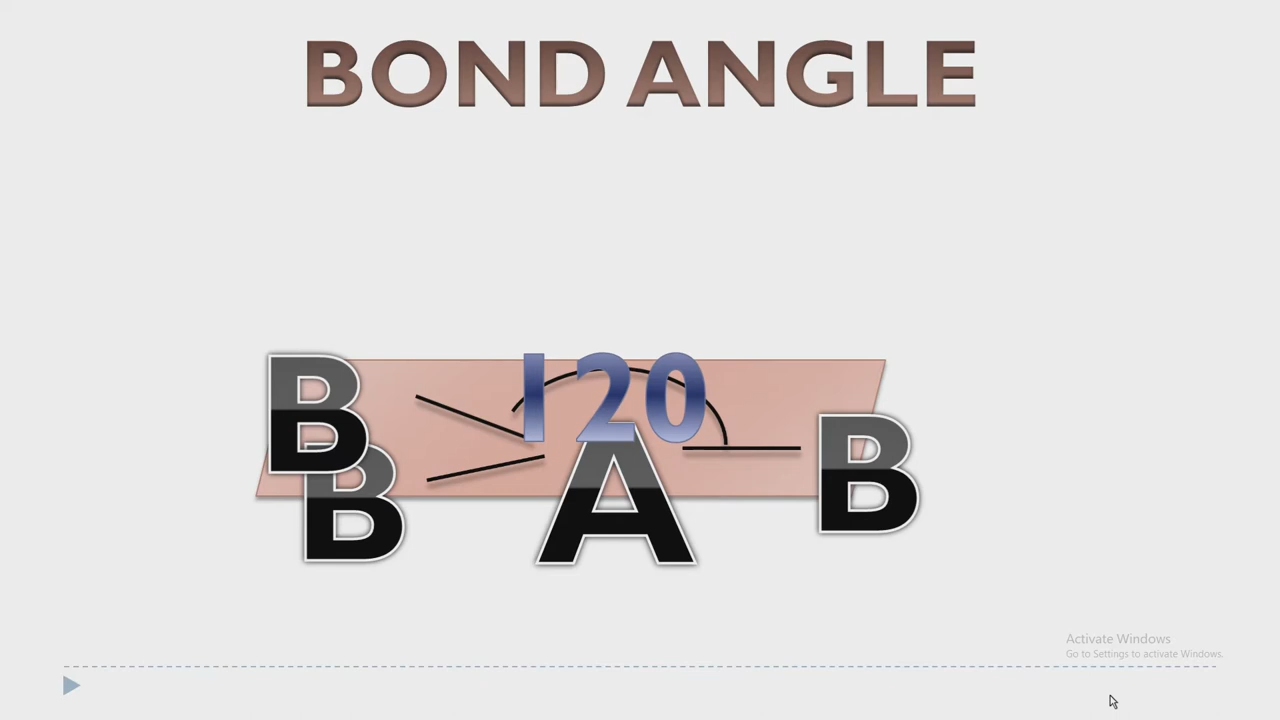 BOND ANGLE
120
B
B
A
B
Activate Windows
Go to Settings to activate Windows.